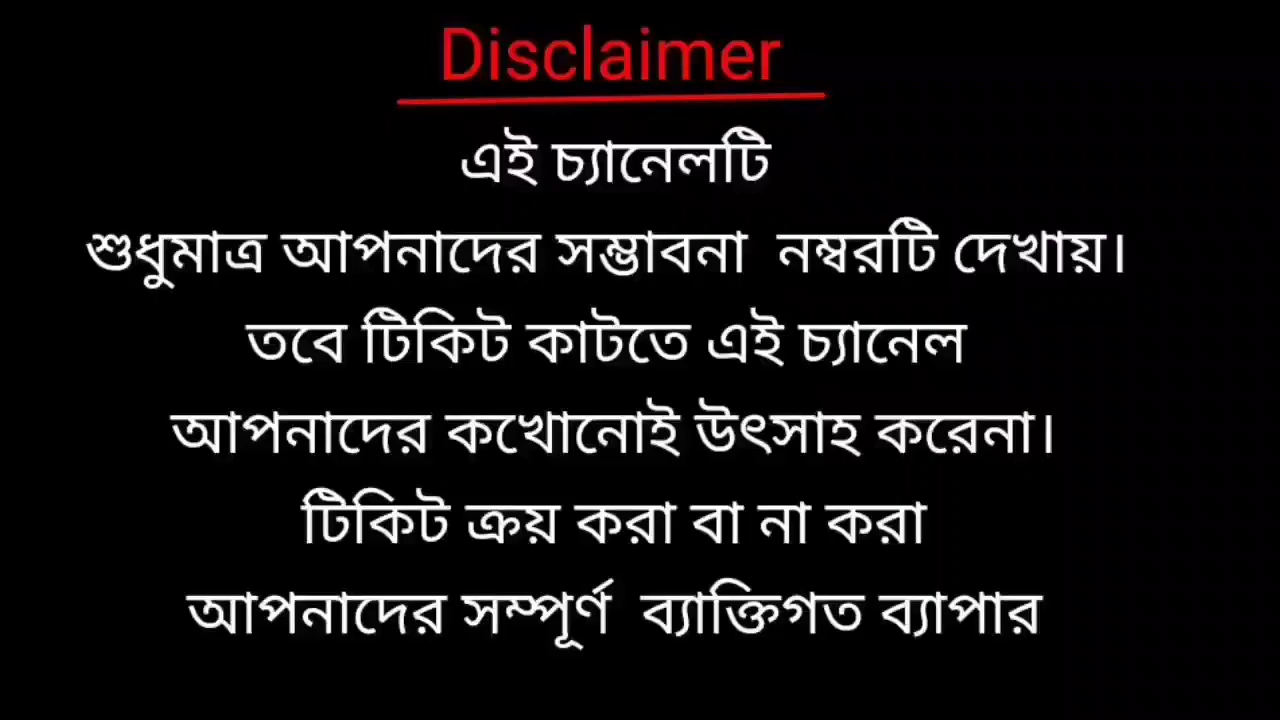 Disclaimer
এই চ্যানেলটি
শুধুমাত্র আপনাদের সম্ভাবনা নম্বরটি দেখায়।
তবে টিকিট কাটতে এই চ্যানেল
আপনাদের কখোনোই উৎসাহ করেনা।
টিকিট ক্রয় করা বা না করা
আপনাদের সম্পূর্ণ ব্যাক্তিগত ব্যাপার